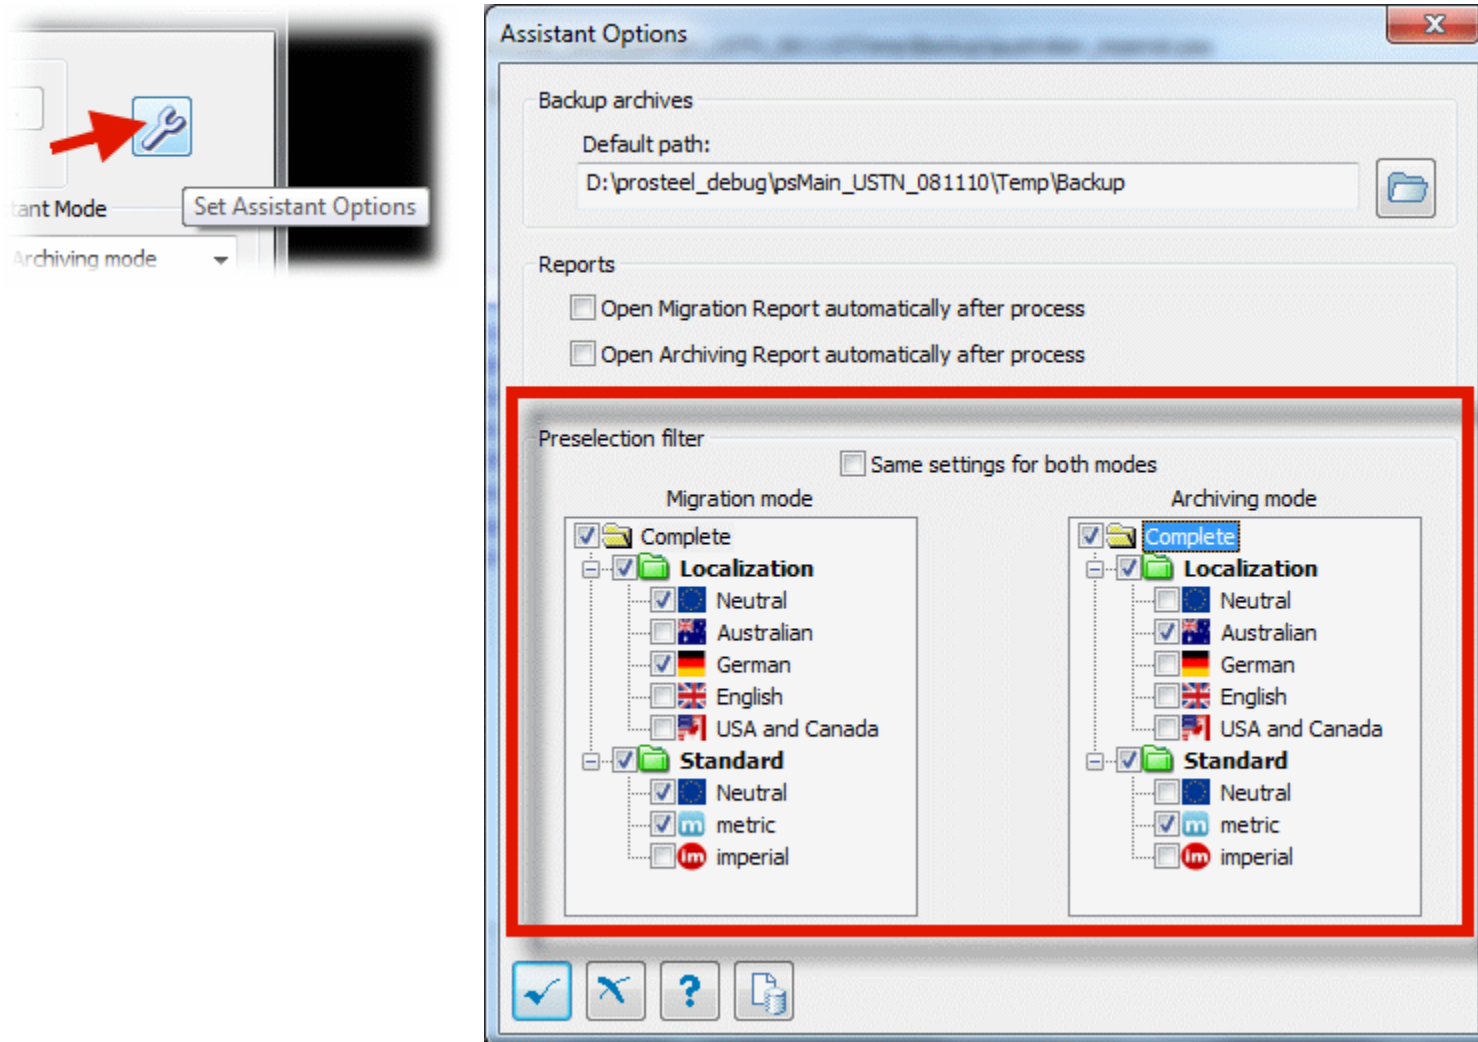 tant Mode
Set Assistant Options
Archiving mode
Assistant Options
X
Backup archives
Default path:
D:\prosteel_debug\psMain_USTN_081110\Temp\Backup
Reports
Open Migration Report automatically after process
Open Archiving Report automatically after process
Preselection filter
Same settings for both modes
Migration mode
Complete
Localization
Neutral
Australian
German
English
USA and Canada
Standard
Neutral
m metric
im imperial
Archiving mode
Complete
Localization
Neutral
Australian
German
English
USA and Canada
Standard
Neutral
m metric
im imperial
?